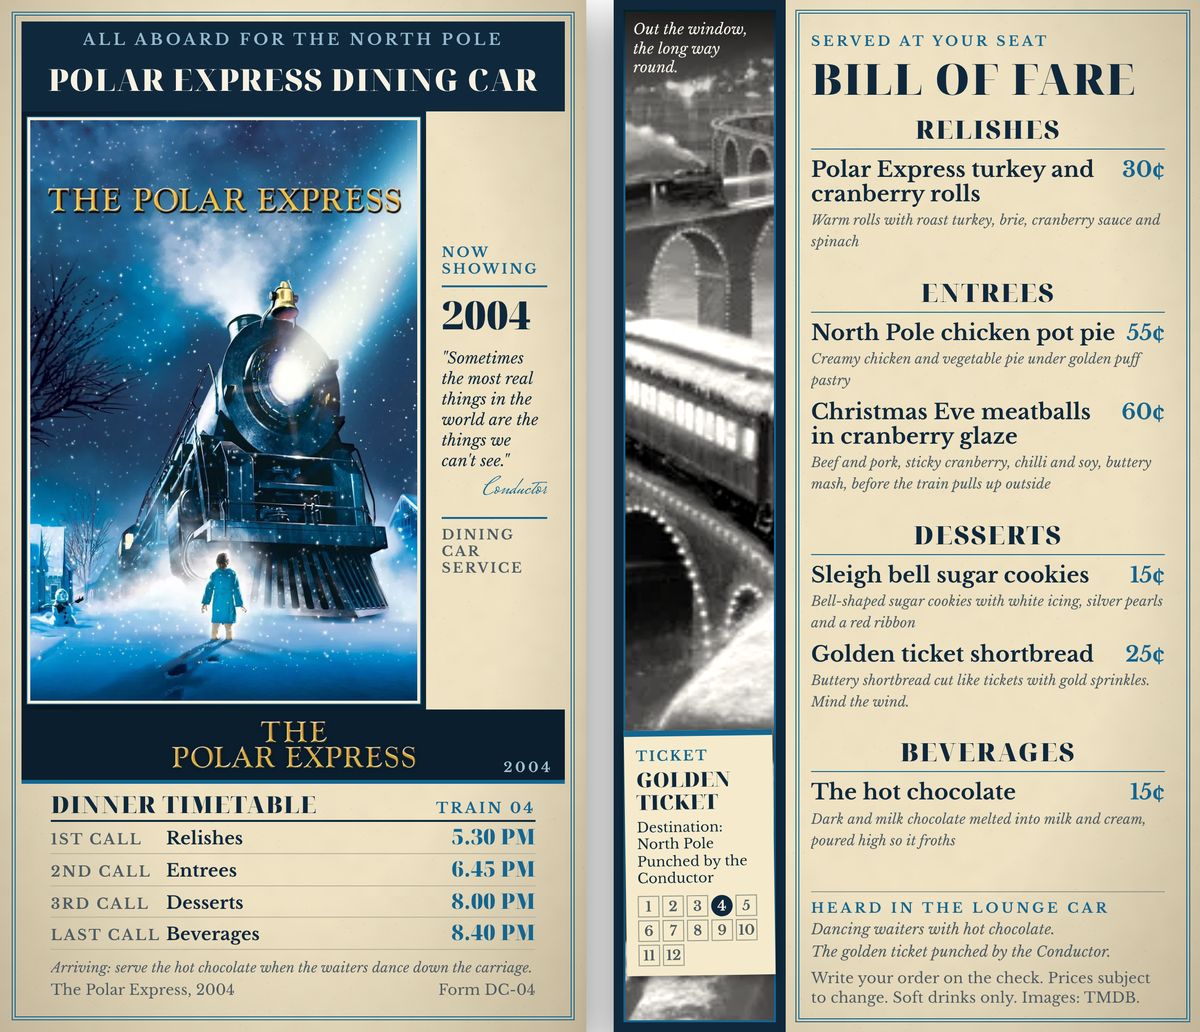 ALL ABOARD FOR THE NORTH POLE
POLAR EXPRESS DINING CAR
THE POLAR EXPRESS
NOW
SHOWING
2004
"Sometimes
the most real
things in the
world are the
things we
can't see."
Conductor
DINING
CAR
SERVICE
THE
POLAR EXPRESS
2004
DINNER TIMETABLE TRAIN 04
1ST CALL Relishes 5.30 PM
2ND CALL Entrees 6.45 PM
3RD CALL Desserts 8.00 PM
LAST CALL Beverages 8.40 PM
Arriving: serve the hot chocolate when the waiters dance down the carriage.
The Polar Express, 2004 Form DC-04
Out the window,
the long way
round.
TICKET
GOLDEN
TICKET
Destination:
North Pole
Punched by the
Conductor
1 2 3 4 5
6 7 8 9 10
11 12
SERVED AT YOUR SEAT
BILL OF FARE
RELISHES
Polar Express turkey and 30¢
cranberry rolls
Warm rolls with roast turkey, brie, cranberry sauce and
spinach
ENTREES
North Pole chicken pot pie 55¢
Creamy chicken and vegetable pie under golden puff
pastry
Christmas Eve meatballs 60¢
in cranberry glaze
Beef and pork, sticky cranberry, chilli and soy, buttery
mash, before the train pulls up outside
DESSERTS
Sleigh bell sugar cookies 15¢
Bell-shaped sugar cookies with white icing, silver pearls
and a red ribbon
Golden ticket shortbread 25¢
Buttery shortbread cut like tickets with gold sprinkles.
Mind the wind.
BEVERAGES
The hot chocolate 15¢
Dark and milk chocolate melted into milk and cream,
poured high so it froths
HEARD IN THE LOUNGE CAR
Dancing waiters with hot chocolate.
The golden ticket punched by the Conductor.
Write your order on the check. Prices subject
to change. Soft drinks only. Images: TMDB.